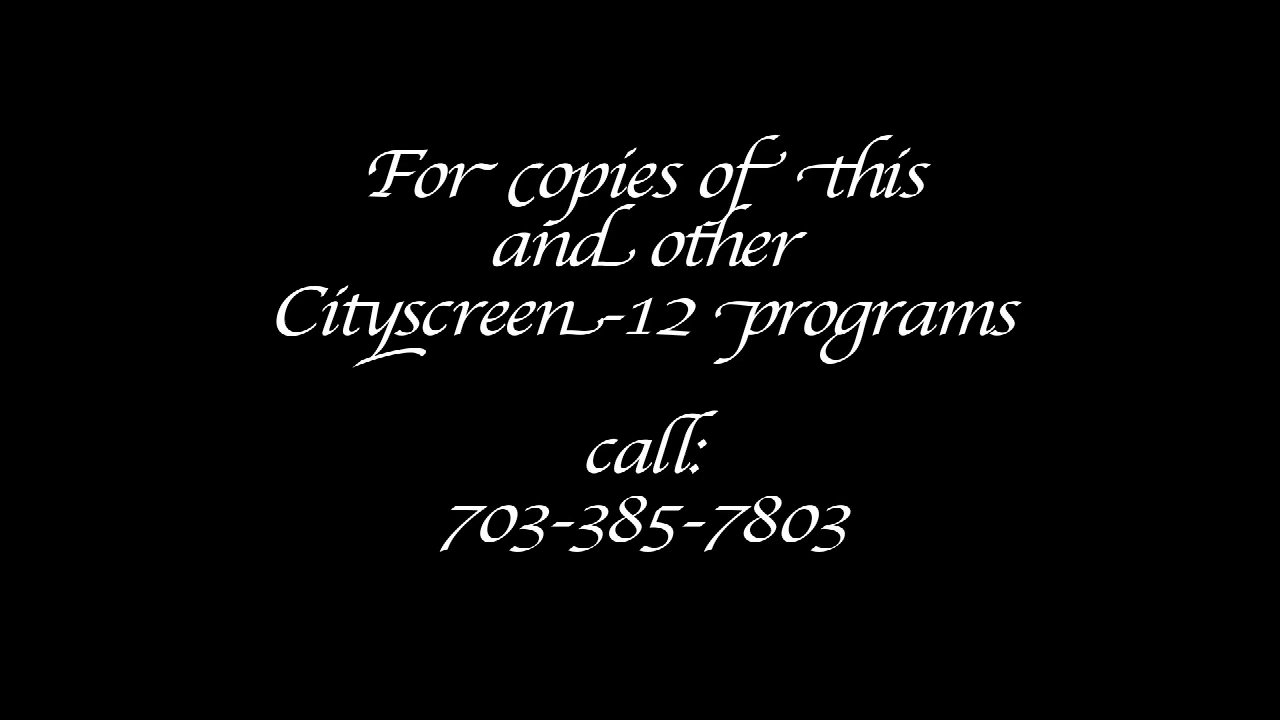 For copies of this
and other
Cityscreen-12 programs
call:
703-385-7803